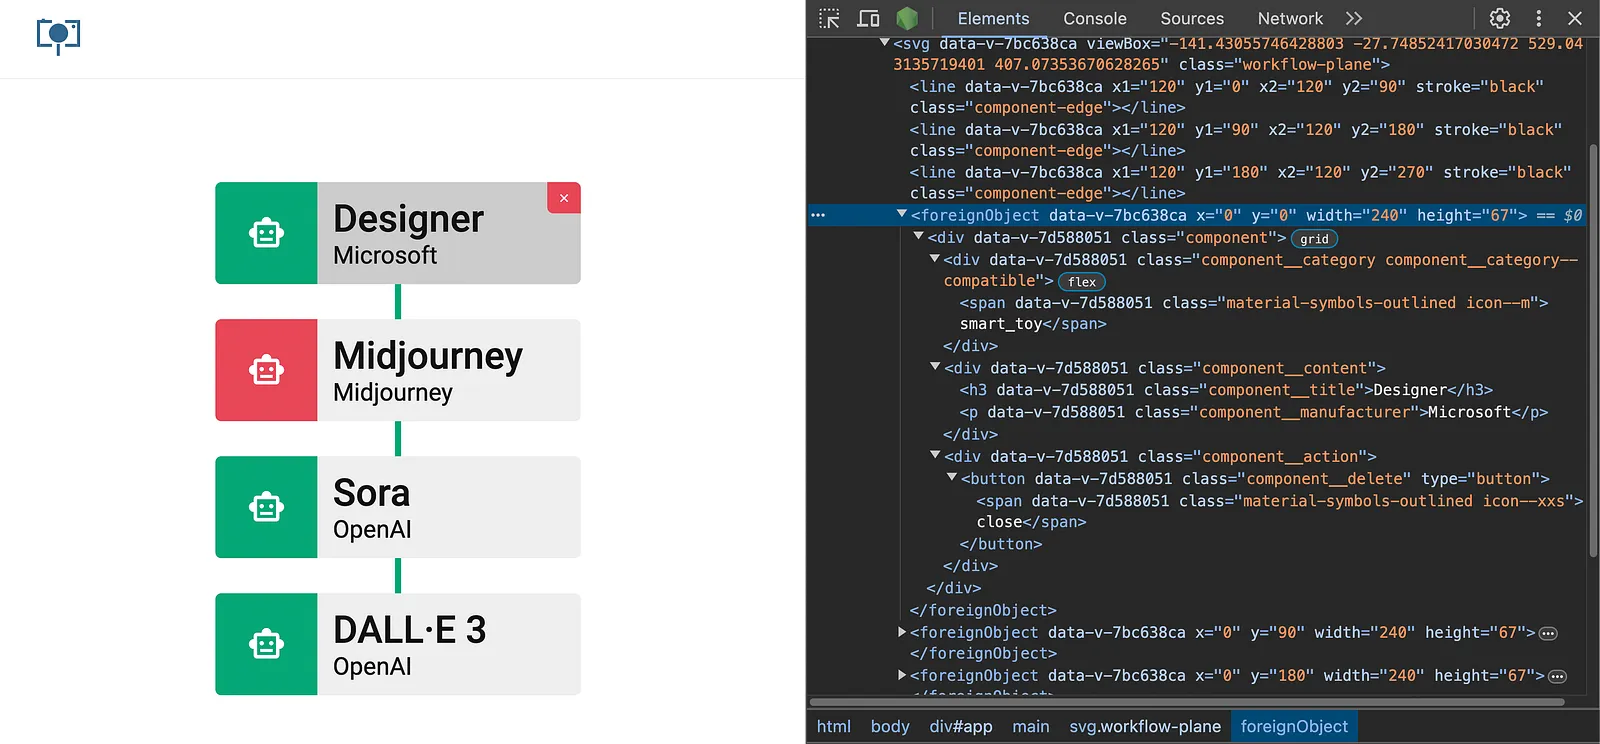 Designer
Microsoft
Midjourney
Midjourney
Sora
OpenAI
DALL·E 3
OpenAI
Elements Console Sources Network
<svg data-v-7bc638ca viewBox="-141.43055746428803 -27.74852417030472 529.04
3135719401 407.07353670628265" class="workflow-plane">
<line data-v-7bc638ca x1="120" y1="0" x2="120" y2="90" stroke="black"
class="component-edge"></line>
<line data-v-7bc638ca x1="120" y1="90" x2="120" y2="180" stroke="black"
class="component-edge"></line>
<line data-v-7bc638ca x1="120" y1="180" x2="120" y2="270" stroke="black"
class="component-edge"></line>
<foreignObject data-v-7bc638ca x="0" y="0" width="240" height="67"> == $0
<div data-v-7d588051 class="component"> grid
<div data-v-7d588051 class="component__category component__category--
compatible"> flex
<span data-v-7d588051 class="material-symbols-outlined icon--m">
smart_toy</span>
</div>
<div data-v-7d588051 class="component__content">
<h3 data-v-7d588051 class="component__title">Designer</h3>
<p data-v-7d588051 class="component__manufacturer">Microsoft</p>
</div>
<div data-v-7d588051 class="component__action">
<button data-v-7d588051 class="component__delete" type="button">
<span data-v-7d588051 class="material-symbols-outlined icon--xxs">
close</span>
</button>
</div>
</div>
</foreignObject>
<foreignObject data-v-7bc638ca x="0" y="90" width="240" height="67">
</foreignObject>
<foreignObject data-v-7bc638ca x="0" y="180" width="240" height="67">
</foreignObject>
html body div#app main svg.workflow-plane foreignObject